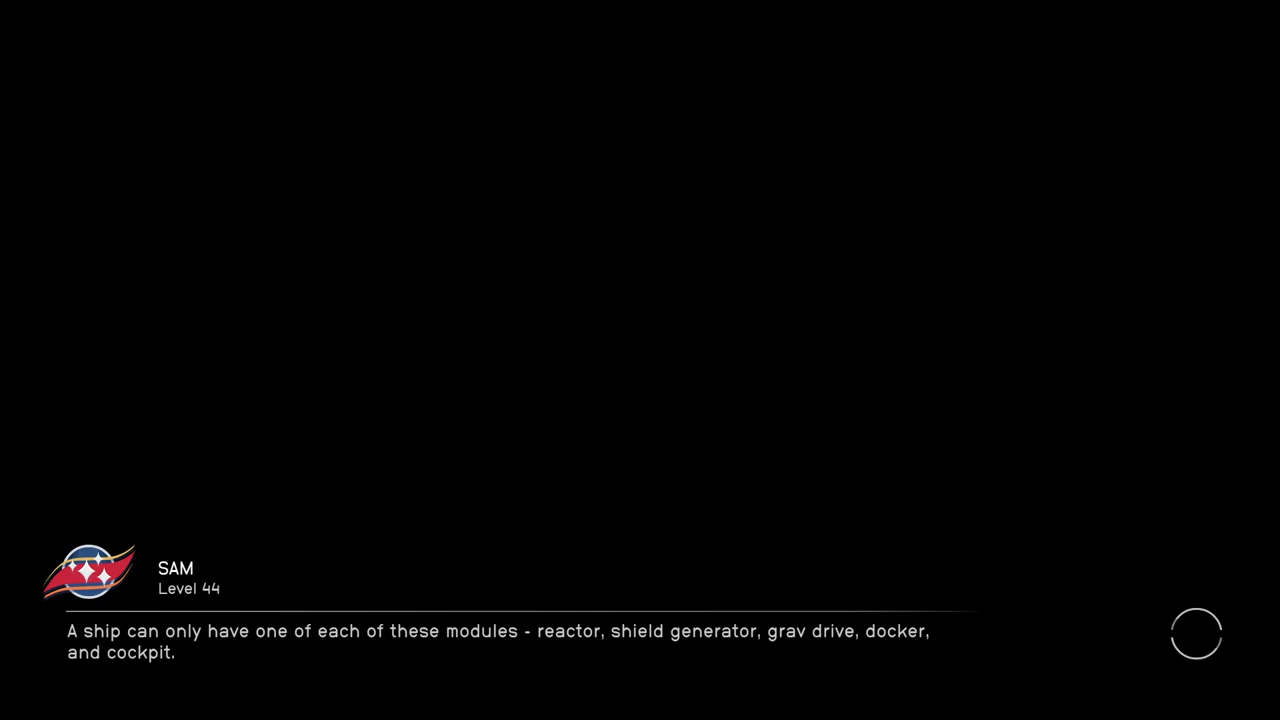 SAM
Level 44
A ship can only have one of each of these modules - reactor, shield generator, grav drive, docker,
and cockpit.